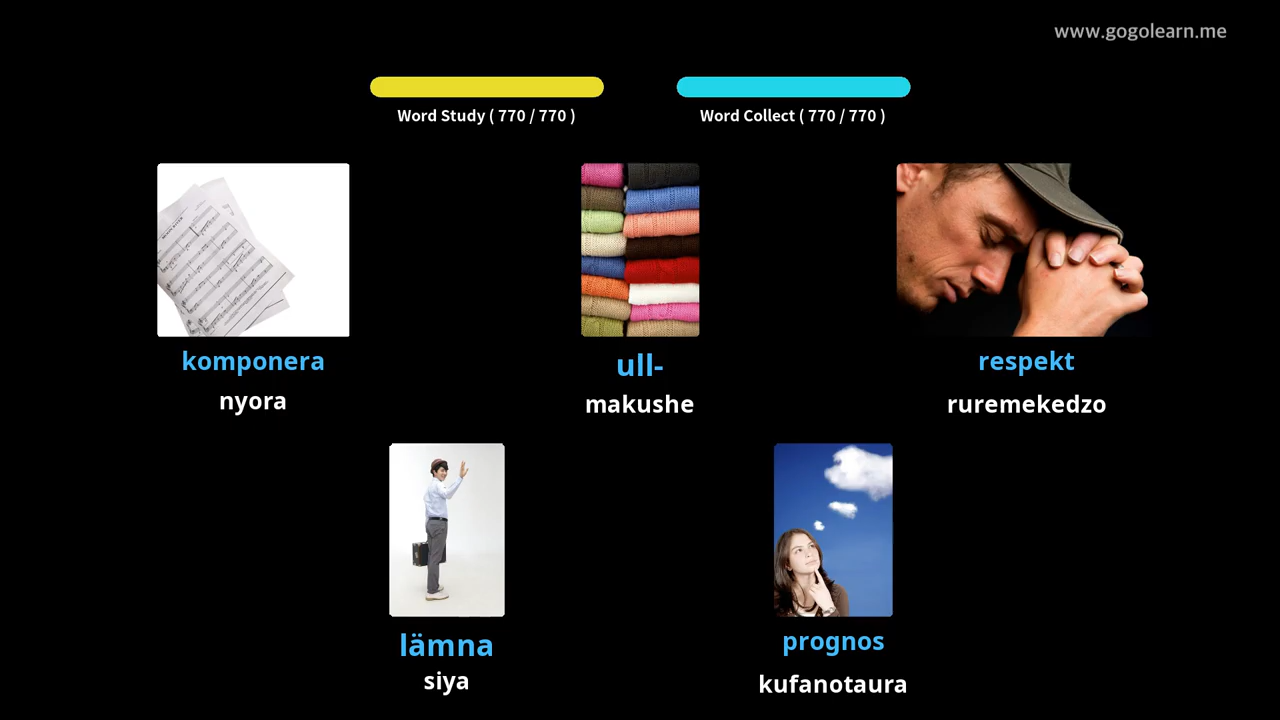 www.gogolearn.me
Word Study ( 770 / 770 )
Word Collect ( 770 / 770 )
komponera
nyora
ull-
makushe
respekt
ruremekedzo
lämna
siya
prognos
kufanotaura